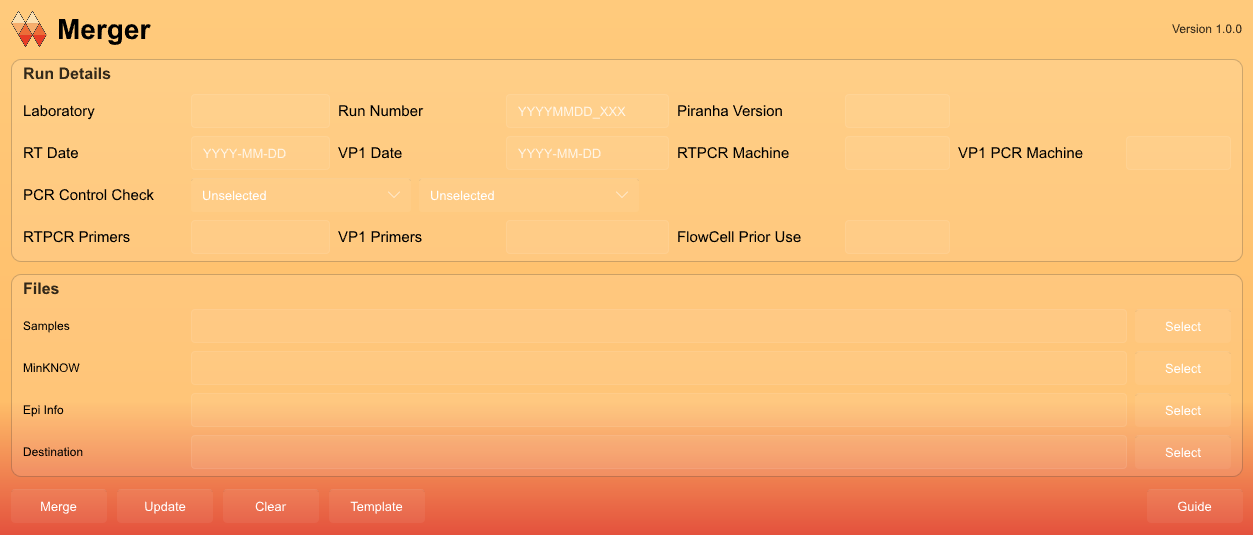 Merger
Version 1.0.0
Run Details
Laboratory Run Number YYYYMMDD_XXX Piranha Version
RT Date YYYY-MM-DD VP1 Date YYYY-MM-DD RTPCR Machine VP1 PCR Machine
PCR Control Check Unselected Unselected
RTPCR Primers VP1 Primers FlowCell Prior Use
Files
Samples Select
MinKNOW Select
Epi Info Select
Destination Select
Merge Update Clear Template Guide